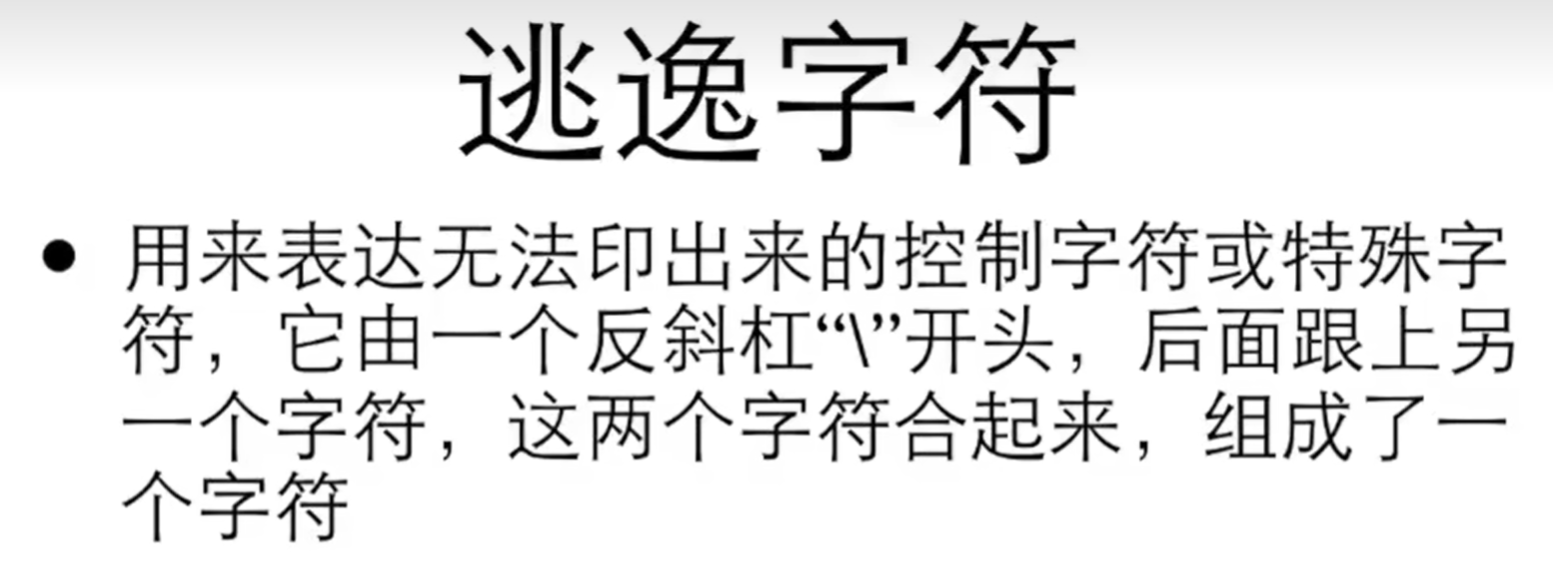 逃逸字符
• 用来表达无法印出来的控制字符或特殊字
符，它由一个反斜杠“\”开头，后面跟上另
一个字符，这两个字符合起来，组成了一
个字符